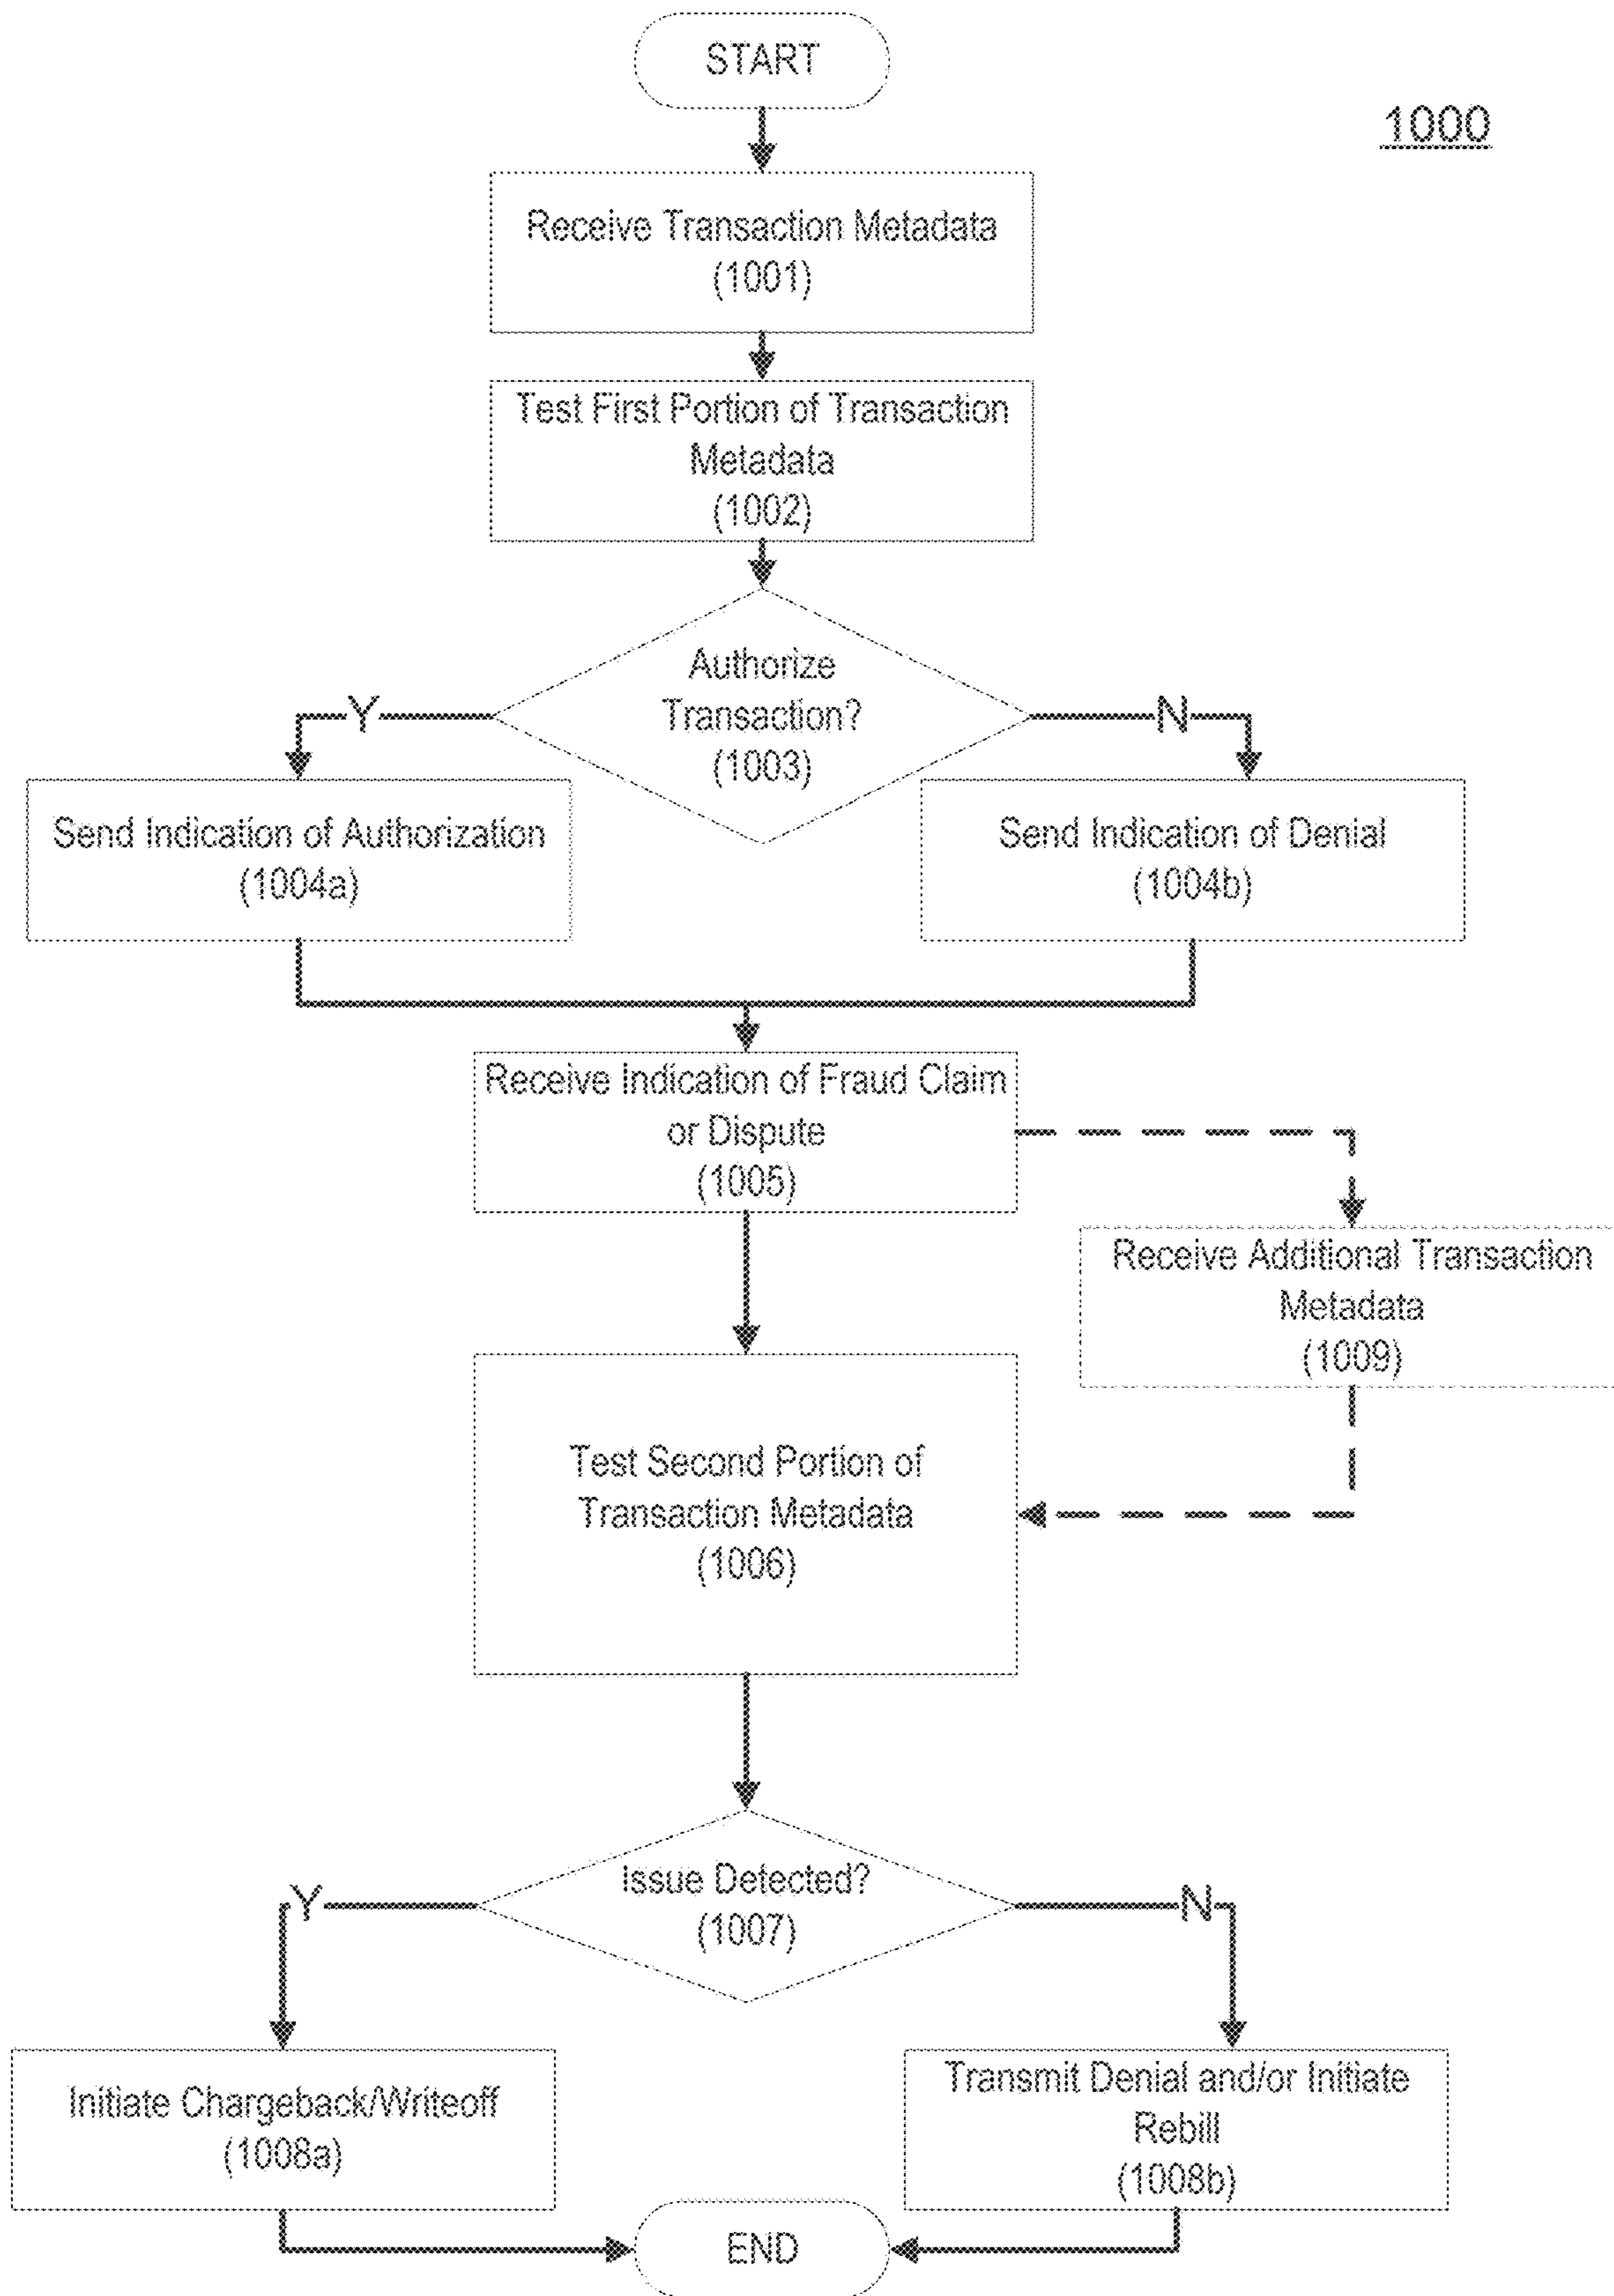 START
1000
Receive Transaction Metadata
(1001)
Test First Portion of Transaction
Metadata
(1002)
Authorize
Transaction?
(1003)
Y
N
Send Indication of Authorization
(1004a)
Send Indication of Denial
(1004b)
Receive Indication of Fraud Claim
or Dispute
(1005)
Receive Additional Transaction
Metadata
(1009)
Test Second Portion of
Transaction Metadata
(1006)
Issue Detected?
(1007)
Y
N
Initiate Chargeback/Writeoff
(1008a)
Transmit Denial and/or Initiate
Rebill
(1008b)
END